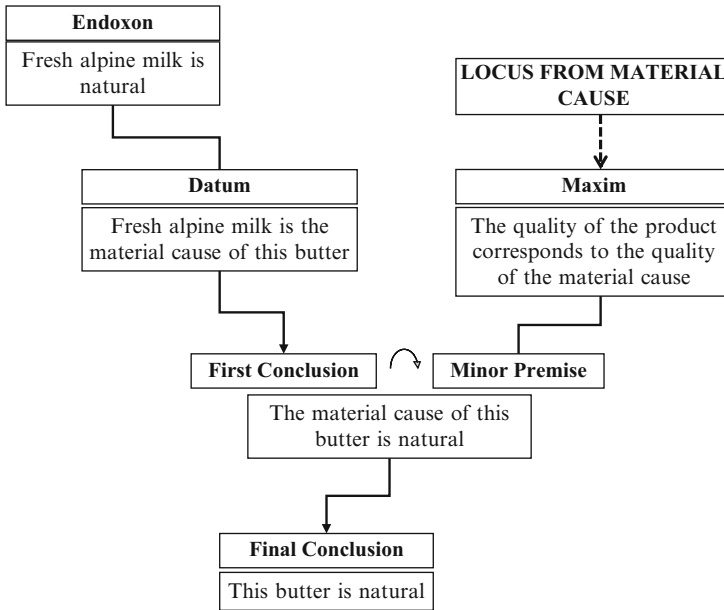 Endoxon
Fresh alpine milk is
natural
LOCUS FROM MATERIAL
CAUSE
Datum
Fresh alpine milk is the
material cause of this butter
Maxim
The quality of the product
corresponds to the quality
of the material cause
First Conclusion
Minor Premise
The material cause of this
butter is natural
Final Conclusion
This butter is natural